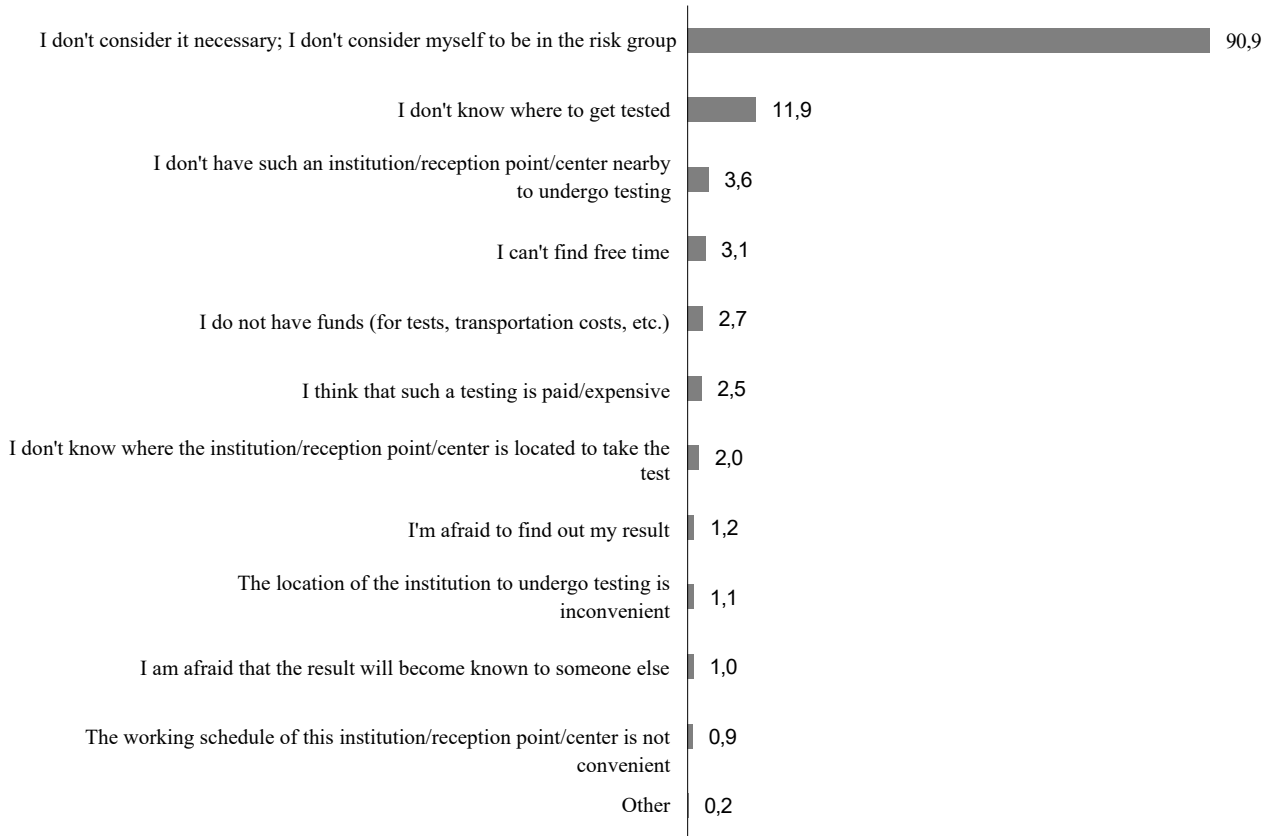 I don't consider it necessary; I don't consider myself to be in the risk group 90,9
I don't know where to get tested 11,9
I don't have such an institution/reception point/center nearby
to undergo testing 3,6
I can't find free time 3,1
I do not have funds (for tests, transportation costs, etc.) 2,7
I think that such a testing is paid/expensive 2,5
I don't know where the institution/reception point/center is located to take the
test 2,0
I'm afraid to find out my result 1,2
The location of the institution to undergo testing is
inconvenient 1,1
I am afraid that the result will become known to someone else 1,0
The working schedule of this institution/reception point/center is not
convenient 0,9
Other 0,2